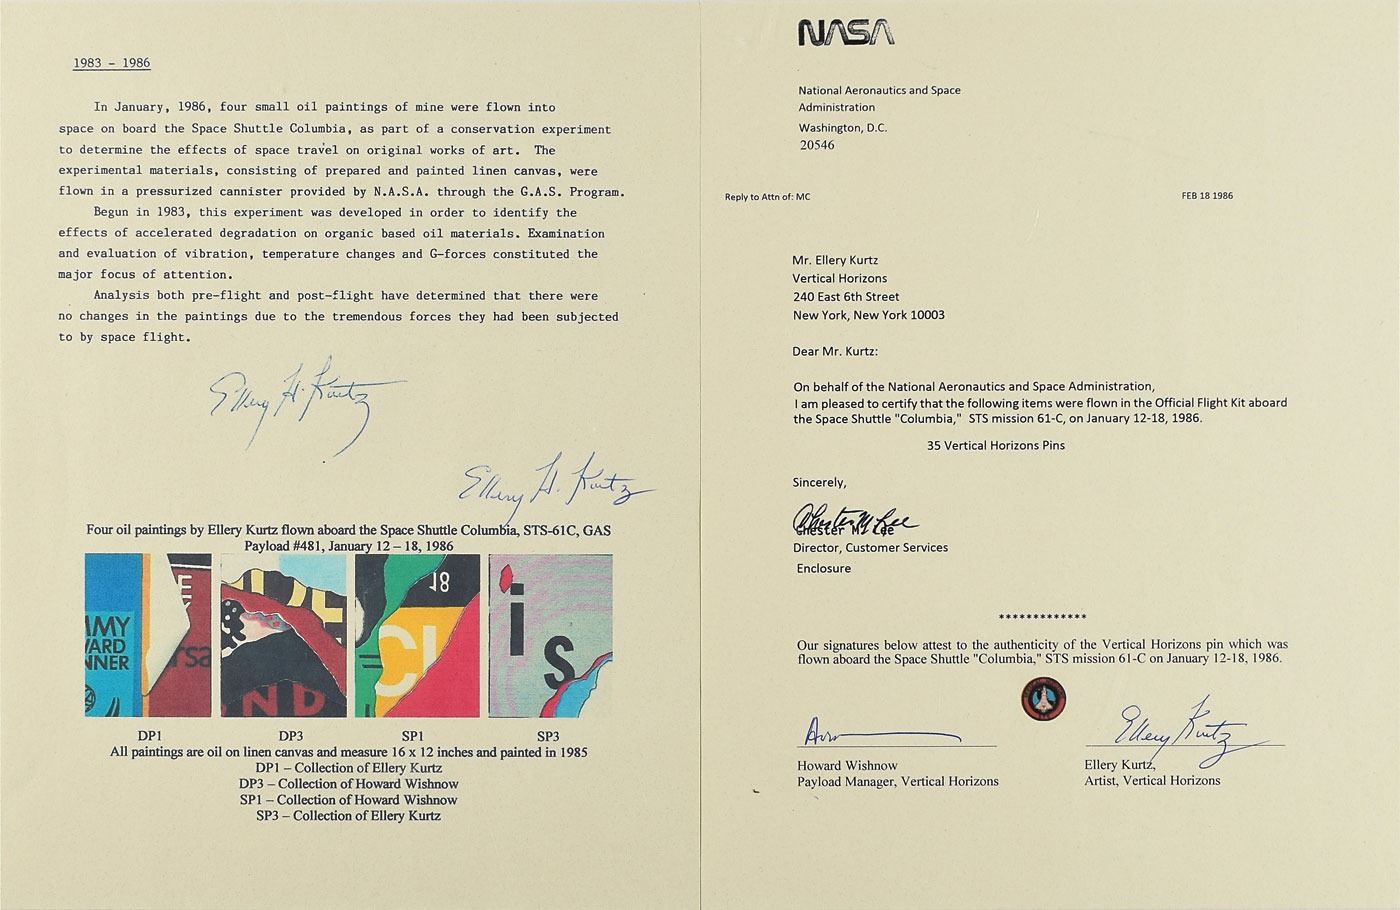 1983 - 1986
In January, 1986, four small oil paintings of mine were flown into
space on board the Space Shuttle Columbia, as part of a conservation experiment
to determine the effects of space travel on original works of art. The
experimental materials, consisting of prepared and painted linen canvas, were
flown in a pressurized cannister provided by N.A.S.A. through the G.A.S. Program.
Begun in 1983, this experiment was developed in order to identify the
effects of accelerated degradation on organic based oil materials. Examination
and evaluation of vibration, temperature changes and G-forces constituted the
major focus of attention.
Analysis both pre-flight and post-flight have determined that there were
no changes in the paintings due to the tremendous forces they had been subjected
to by space flight.
Ellery H. Kurtz
Ellery H. Kurtz
Four oil paintings by Ellery Kurtz flown aboard the Space Shuttle Columbia, STS-61C, GAS
Payload #481, January 12 – 18, 1986
MMY
ARD
NNER
E
rsa
ND
18
CI
is
DP1 DP3 SP1 SP3
All paintings are oil on linen canvas and measure 16 x 12 inches and painted in 1985
DP1 – Collection of Ellery Kurtz
DP3 – Collection of Howard Wishnow
SP1 – Collection of Howard Wishnow
SP3 – Collection of Ellery Kurtz
NASA
National Aeronautics and Space
Administration
Washington, D.C.
20546
Reply to Attn of: MC FEB 18 1986
Mr. Ellery Kurtz
Vertical Horizons
240 East 6th Street
New York, New York 10003
Dear Mr. Kurtz:
On behalf of the National Aeronautics and Space Administration,
I am pleased to certify that the following items were flown in the Official Flight Kit aboard
the Space Shuttle "Columbia," STS mission 61-C, on January 12-18, 1986.
35 Vertical Horizons Pins
Sincerely,
Chester M Lee
Chester M. Lee
Director, Customer Services
Enclosure
*************
Our signatures below attest to the authenticity of the Vertical Horizons pin which was
flown aboard the Space Shuttle "Columbia," STS mission 61-C on January 12-18, 1986.
Ellery Kurtz
Howard Wishnow Ellery Kurtz,
Payload Manager, Vertical Horizons Artist, Vertical Horizons